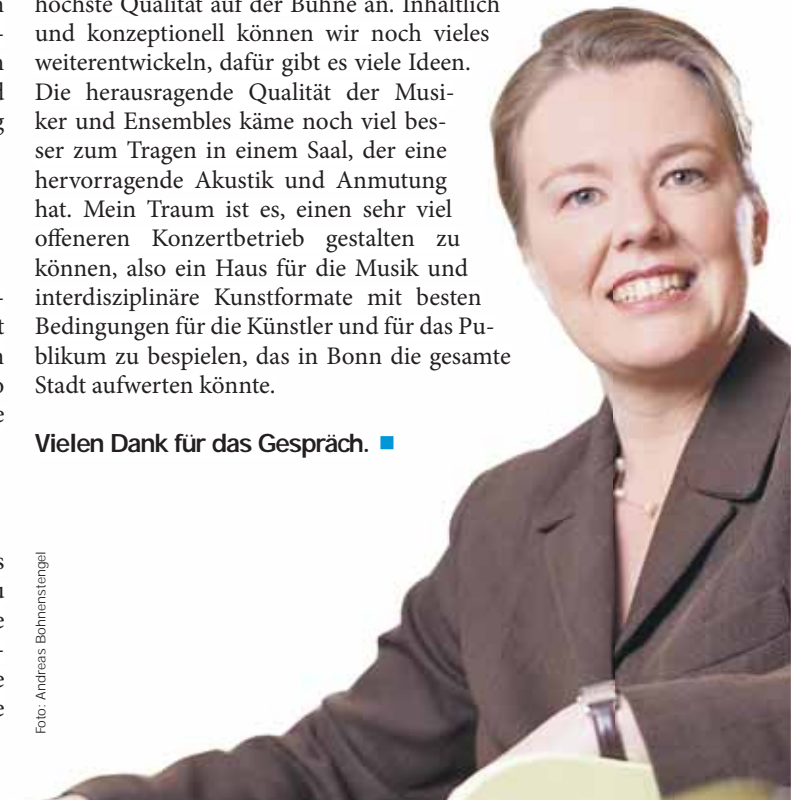 höchste Qualität auf der Bühne an. Inhaltlich
und konzeptionell können wir noch vieles
weiterentwickeln, dafür gibt es viele Ideen.
Die herausragende Qualität der Musi-
ker und Ensembles käme noch viel bes-
ser zum Tragen in einem Saal, der eine
hervorragende Akustik und Anmutung
hat. Mein Traum ist es, einen sehr viel
offeneren Konzertbetrieb gestalten zu
können, also ein Haus für die Musik und
interdisziplinäre Kunstformate mit besten
Bedingungen für die Künstler und für das Pu-
blikum zu bespielen, das in Bonn die gesamte
Stadt aufwerten könnte.
Vielen Dank für das Gespräch.
Foto: Andreas Bohnenstengel